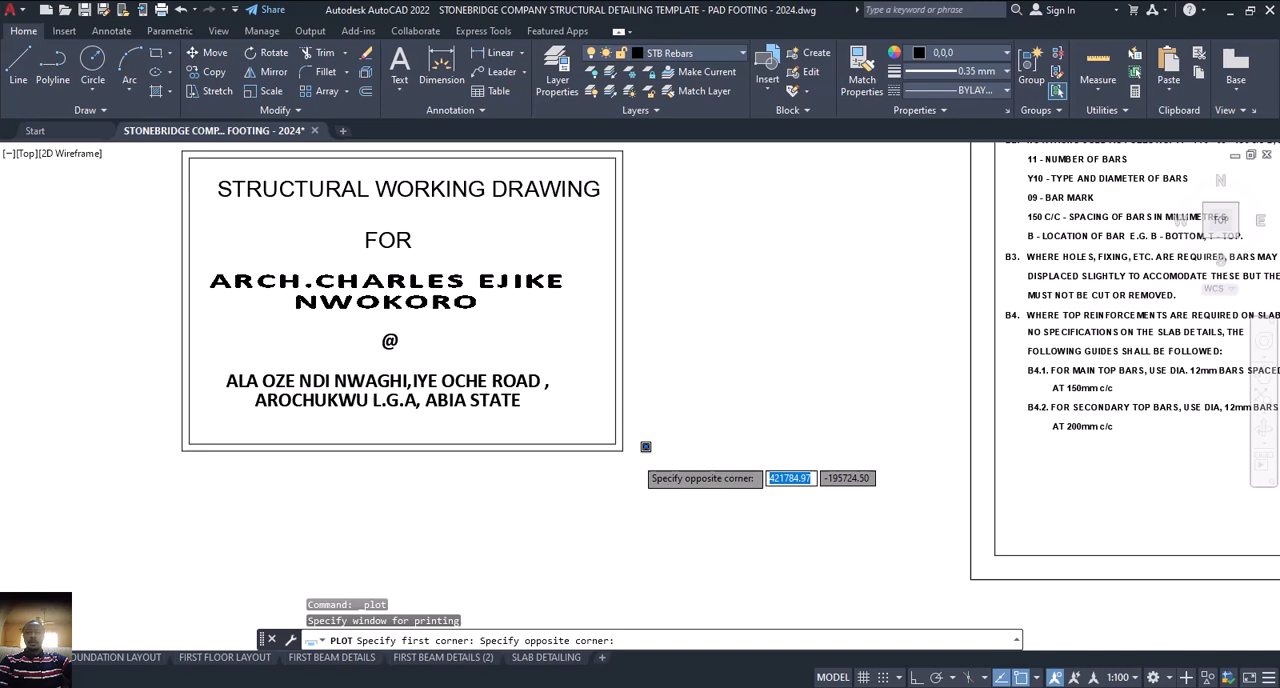 Share
Autodesk AutoCAD 2022 STONEBRIDGE COMPANY STRUCTURAL DETAILING TEMPLATE - PAD FOOTING - 2024.dwg
Type a keyword or phrase
Sign In
Home Insert Annotate Parametric View Manage Output Add-ins Collaborate Express Tools Featured Apps
Line Polyline Circle Arc
Move Rotate Trim
Copy Mirror Fillet
Stretch Scale Array
Text Dimension
Linear
Leader
Table
Layer Properties
STB Rebars
Make Current
Match Layer
Insert
Create
Edit
Match Properties
0,0,0
0.35 mm
BYLAY...
Group
Measure
Paste
Base
Draw Modify Annotation Layers Block Properties Groups Utilities Clipboard View
Start STONEBRIDGE COMP... FOOTING - 2024*
[−][Top][2D Wireframe]
STRUCTURAL WORKING DRAWING
FOR
ARCH.CHARLES EJIKE
NWOKORO
@
ALA OZE NDI NWAGHI,IYE OCHE ROAD ,
AROCHUKWU L.G.A, ABIA STATE
11 - NUMBER OF BARS
Y10 - TYPE AND DIAMETER OF BARS
09 - BAR MARK
150 C/C - SPACING OF BARS IN MILLIMETRES
B - LOCATION OF BAR E.G. B - BOTTOM, T - TOP.
B3. WHERE HOLES, FIXING, ETC. ARE REQUIRED, BARS MAY
DISPLACED SLIGHTLY TO ACCOMODATE THESE BUT THE
MUST NOT BE CUT OR REMOVED.
B4. WHERE TOP REINFORCEMENTS ARE REQUIRED ON SLAB
NO SPECIFICATIONS ON THE SLAB DETAILS, THE
FOLLOWING GUIDES SHALL BE FOLLOWED:
B4.1. FOR MAIN TOP BARS, USE DIA. 12mm BARS SPACED
AT 150mm c/c
B4.2. FOR SECONDARY TOP BARS, USE DIA, 12mm BARS
AT 200mm c/c
N
W TOP E
WCS
Specify opposite corner: 421784.97 -195724.50
Command: _plot
Specify window for printing
PLOT Specify first corner: Specify opposite corner:
OUNDATION LAYOUT FIRST FLOOR LAYOUT FIRST BEAM DETAILS FIRST BEAM DETAILS (2) SLAB DETAILING
MODEL 1:100